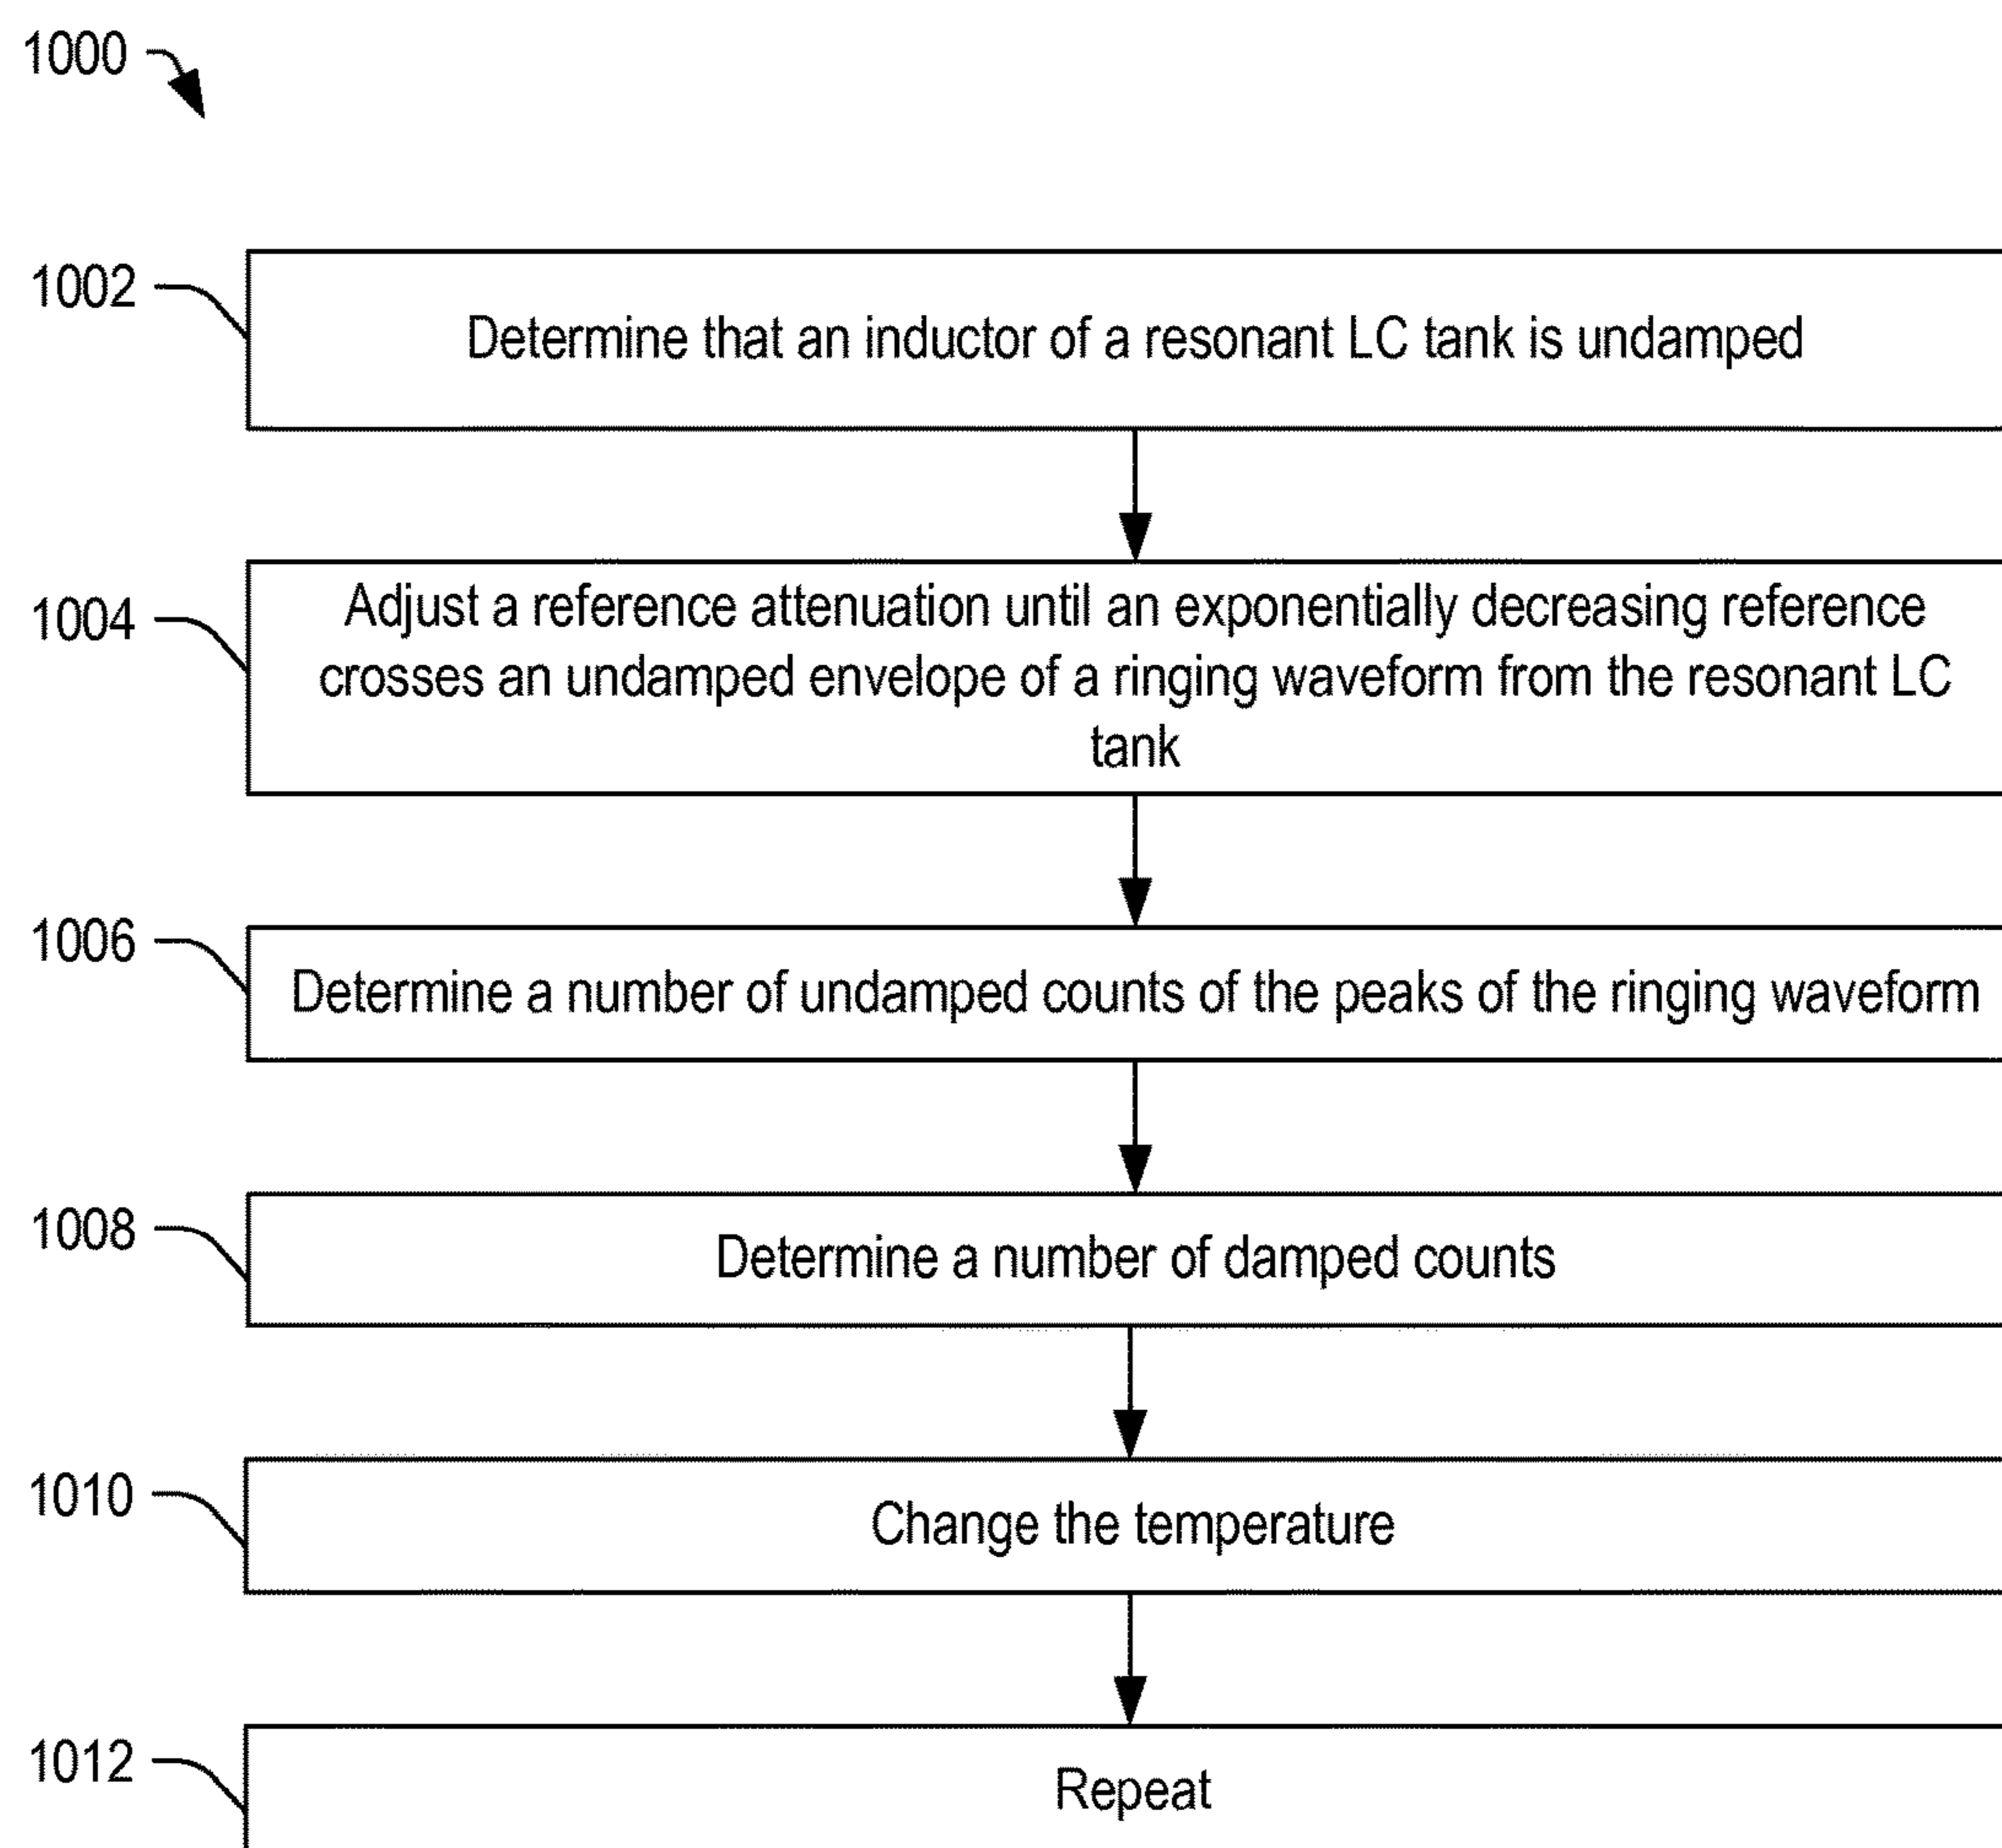 1000
1002
Determine that an inductor of a resonant LC tank is undamped
1004
Adjust a reference attenuation until an exponentially decreasing reference
crosses an undamped envelope of a ringing waveform from the resonant LC
tank
1006
Determine a number of undamped counts of the peaks of the ringing waveform
1008
Determine a number of damped counts
1010
Change the temperature
1012
Repeat